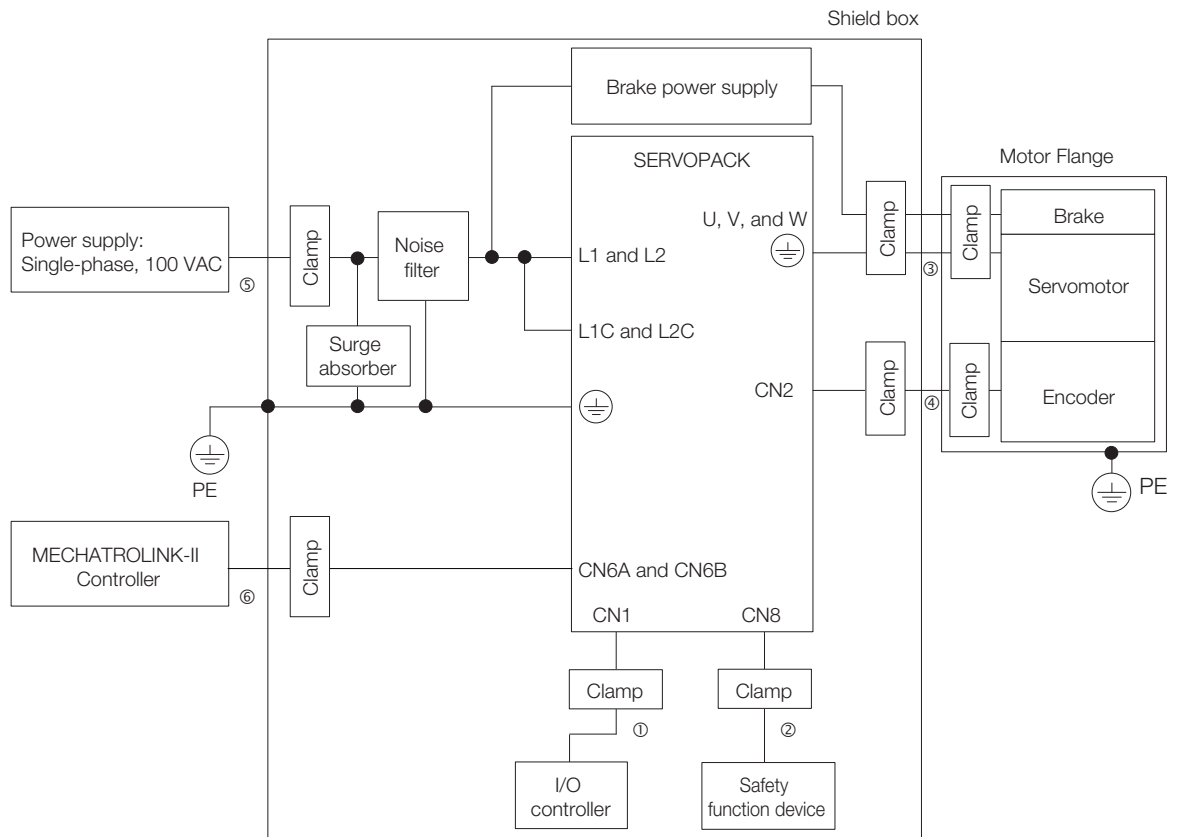 Shield box
Brake power supply
SERVOPACK
Motor Flange
Power supply:
Single-phase, 100 VAC
⑤
Clamp
Noise
filter
Surge
absorber
L1 and L2
L1C and L2C
U, V, and W
Clamp
③
Clamp
Brake
Servomotor
CN2
Clamp
④
Clamp
Encoder
PE
PE
MECHATROLINK-II
Controller
⑥
Clamp
CN6A and CN6B
CN1
CN8
Clamp
Clamp
①
②
I/O
controller
Safety
function device